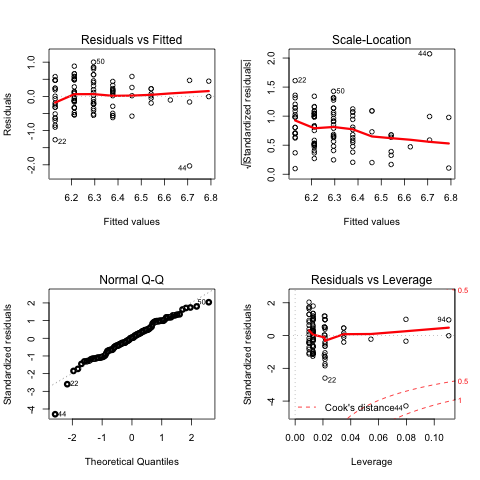 Residuals vs Fitted
Residuals
1.0
0.0
-1.0
-2.0
50
22
44
6.2 6.3 6.4 6.5 6.6 6.7 6.8
Fitted values
Scale-Location
√|Standardized residuals|
2.0
1.5
1.0
0.5
0.0
44
22
50
6.2 6.3 6.4 6.5 6.6 6.7 6.8
Fitted values
Normal Q-Q
Standardized residuals
2
1
0
-1
-2
-3
-4
50
22
44
-2 -1 0 1 2
Theoretical Quantiles
Residuals vs Leverage
Standardized residuals
2
0
-2
-4
0.5
94
22
0.5
1
Cook's distance
44
0.00 0.02 0.04 0.06 0.08 0.10
Leverage